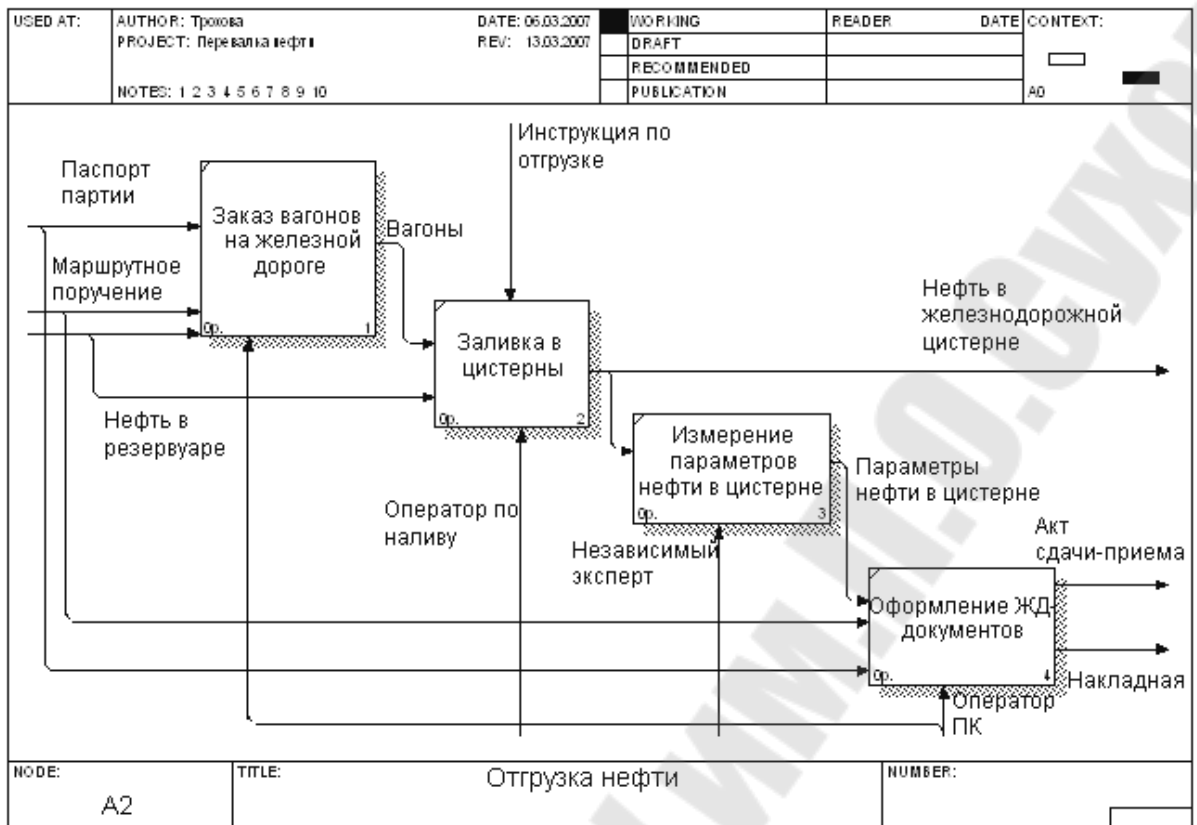 USED AT:
AUTHOR: Трохова
DATE: 06.03.2007
WORKING
READER
DATE
CONTEXT:
PROJECT: Перевалка нефти
REV: 13.03.2007
DRAFT
RECOMMENDED
NOTES: 1 2 3 4 5 6 7 8 9 10
PUBLICATION
A0
Инструкция по
отгрузке
Паспорт
партии
Заказ вагонов
на железной
дороге
0р.
1
Вагоны
Маршрутное
поручение
Нефть в
железнодорожной
цистерне
Заливка в
цистерны
0р.
2
Нефть в
резервуаре
Измерение
параметров
нефти в цистерне
0р.
3
Параметры
нефти в цистерне
Оператор по
наливу
Независимый
эксперт
Акт
сдачи-приема
Оформление ЖД-
документов
0р.
4
Накладная
Оператор
ПК
NODE:
A2
TITLE:
Отгрузка нефти
NUMBER:
им. П.О.Сухо